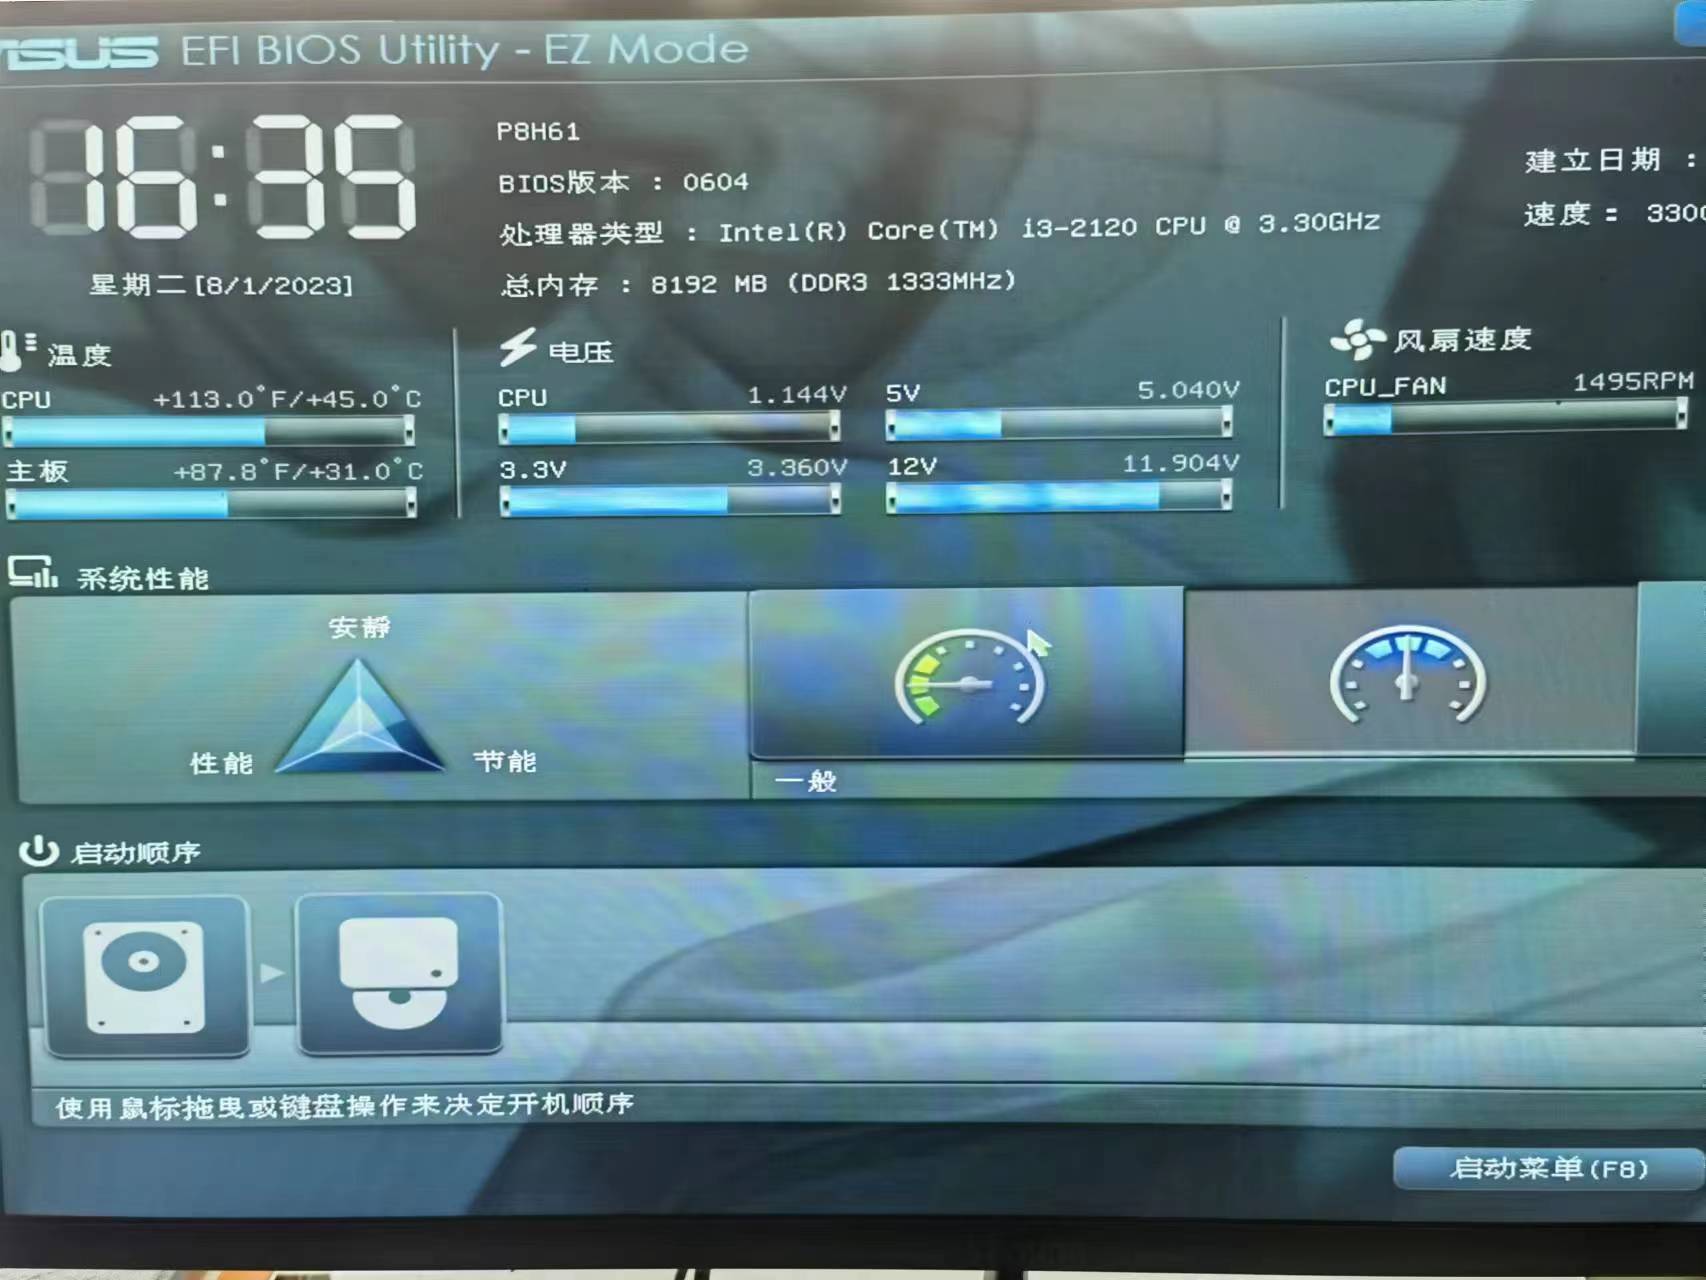 ASUS EFI BIOS Utility - EZ Mode
16:35
星期二[8/1/2023]
P8H61
BIOS版本 : 0604
处理器类型 : Intel(R) Core(TM) i3-2120 CPU @ 3.30GHz
总内存 : 8192 MB (DDR3 1333MHz)
建立日期 :
速度 : 3300
温度
CPU +113.0°F/+45.0°C
主板 +87.8°F/+31.0°C
电压
CPU 1.144V
5V 5.040V
3.3V 3.360V
12V 11.904V
风扇速度
CPU_FAN 1495RPM
系统性能
安静
性能
节能
一般
启动顺序
使用鼠标拖曳或键盘操作来决定开机顺序
启动菜单(F8)